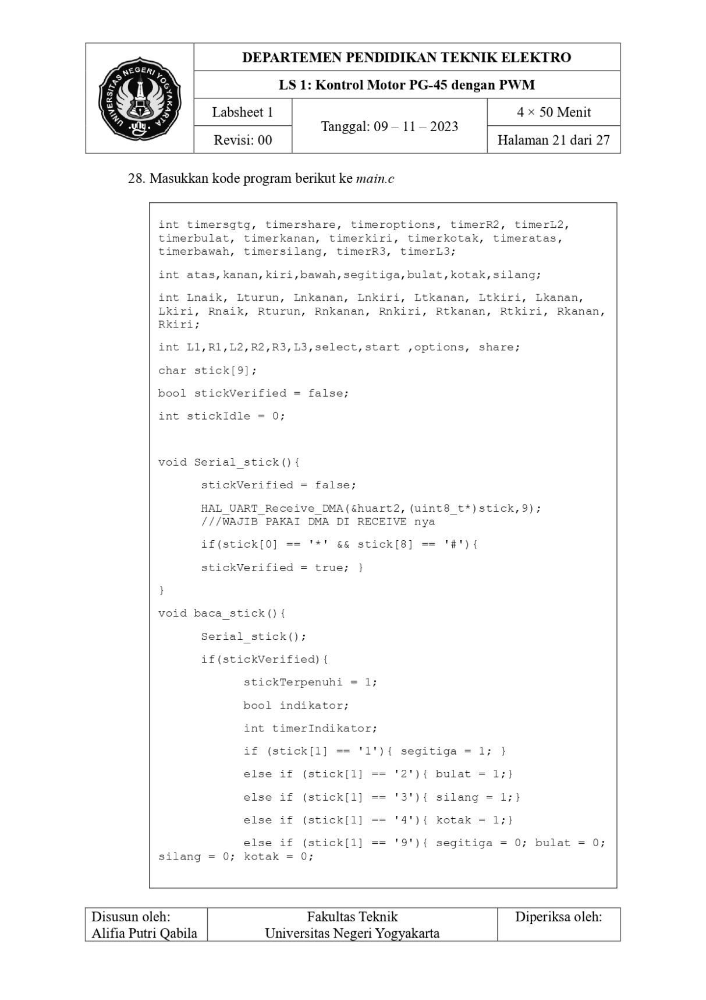 UNIVERSITAS NEGERI YOGYAKARTA
uny
DEPARTEMEN PENDIDIKAN TEKNIK ELEKTRO
LS 1: Kontrol Motor PG-45 dengan PWM
Labsheet 1
Revisi: 00
Tanggal: 09 – 11 – 2023
4 × 50 Menit
Halaman 21 dari 27
28. Masukkan kode program berikut ke main.c
int timersgtg, timershare, timeroptions, timerR2, timerL2,
timerbulat, timerkanan, timerkiri, timerkotak, timeratas,
timerbawah, timersilang, timerR3, timerL3;
int atas,kanan,kiri,bawah,segitiga,bulat,kotak,silang;
int Lnaik, Lturun, Lnkanan, Lnkiri, Ltkanan, Ltkiri, Lkanan,
Lkiri, Rnaik, Rturun, Rnkanan, Rnkiri, Rtkanan, Rtkiri, Rkanan,
Rkiri;
int L1,R1,L2,R2,R3,L3,select,start ,options, share;
char stick[9];
bool stickVerified = false;
int stickIdle = 0;
void Serial_stick(){
stickVerified = false;
HAL_UART_Receive_DMA(&huart2,(uint8_t*)stick,9);
///WAJIB PAKAI DMA DI RECEIVE nya
if(stick[0] == '*' && stick[8] == '#'){
stickVerified = true; }
}
void baca_stick(){
Serial_stick();
if(stickVerified){
stickTerpenuhi = 1;
bool indikator;
int timerIndikator;
if (stick[1] == '1'){ segitiga = 1; }
else if (stick[1] == '2'){ bulat = 1;}
else if (stick[1] == '3'){ silang = 1;}
else if (stick[1] == '4'){ kotak = 1;}
else if (stick[1] == '9'){ segitiga = 0; bulat = 0;
silang = 0; kotak = 0;
Disusun oleh:
Alifia Putri Qabila
Fakultas Teknik
Universitas Negeri Yogyakarta
Diperiksa oleh: